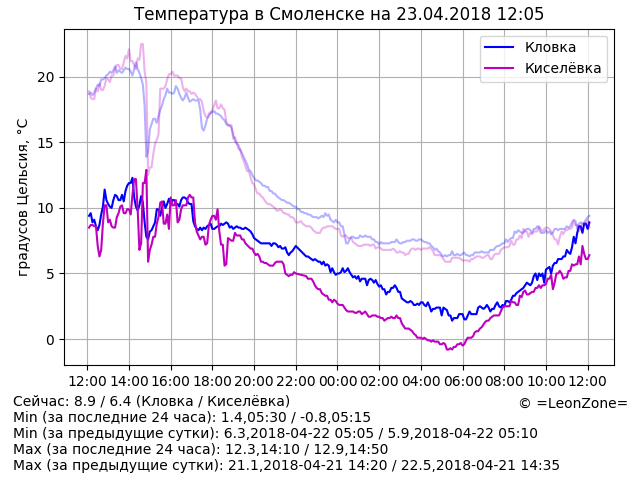 Температура в Смоленске на 23.04.2018 12:05
Кловка
Киселёвка
градусов Цельсия, °C
20
15
10
5
0
12:00 14:00 16:00 18:00 20:00 22:00 00:00 02:00 04:00 06:00 08:00 10:00 12:00
Сейчас: 8.9 / 6.4 (Кловка / Киселёвка)
© =LeonZone=
Min (за последние 24 часа): 1.4,05:30 / -0.8,05:15
Min (за предыдущие сутки): 6.3,2018-04-22 05:05 / 5.9,2018-04-22 05:10
Max (за последние 24 часа): 12.3,14:10 / 12.9,14:50
Max (за предыдущие сутки): 21.1,2018-04-21 14:20 / 22.5,2018-04-21 14:35